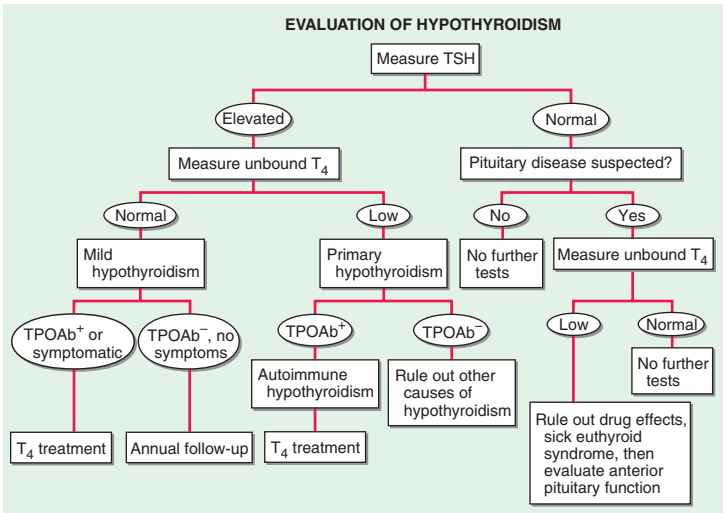 EVALUATION OF HYPOTHYROIDISM
Measure TSH
Elevated
Normal
Measure unbound T4
Pituitary disease suspected?
Normal
Low
No
Yes
Mild
hypothyroidism
Primary
hypothyroidism
No further
tests
Measure unbound T4
TPOAb+ or
symptomatic
TPOAb–, no
symptoms
TPOAb+
TPOAb–
Low
Normal
Autoimmune
hypothyroidism
Rule out other
causes of
hypothyroidism
No further
tests
Rule out drug effects,
sick euthyroid
syndrome, then
evaluate anterior
pituitary function
T4 treatment
Annual follow-up
T4 treatment